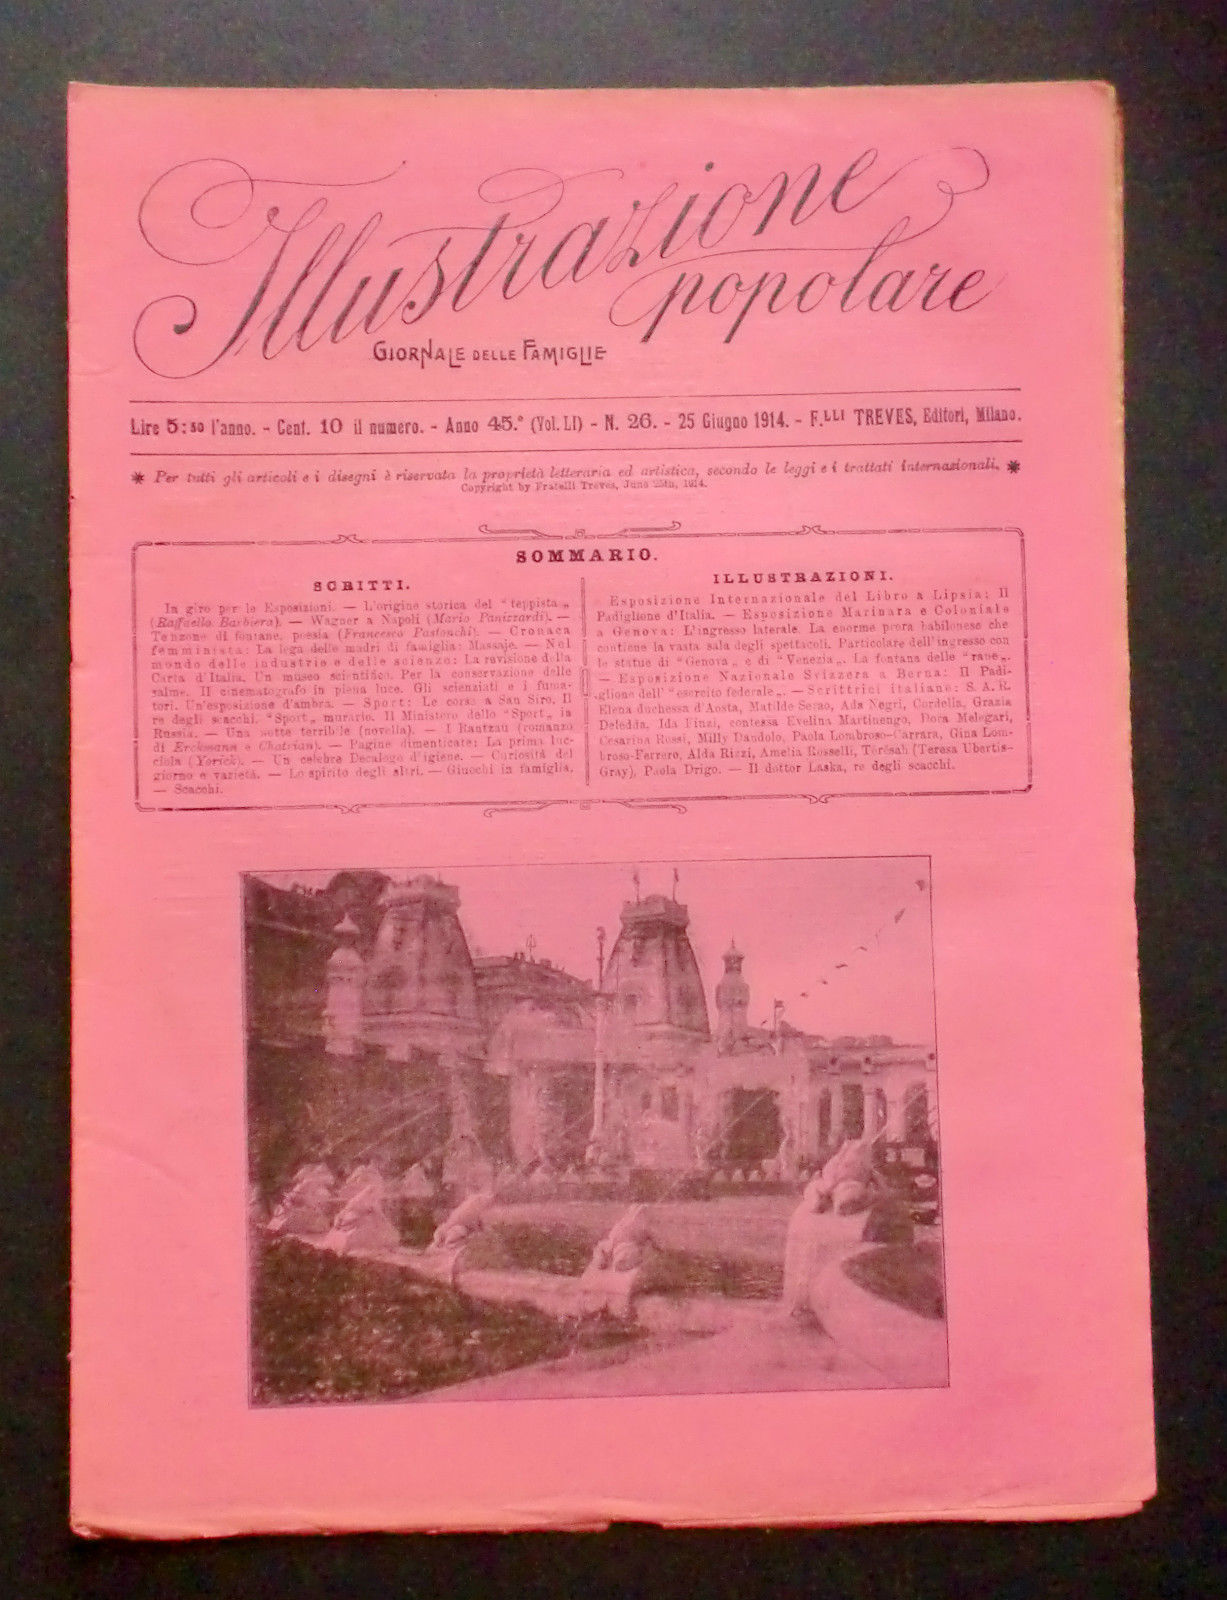 Illustrazione
popolare
GIORNALE DELLE FAMIGLIE
Lire 5:50 l'anno. - Cent. 10 il numero. - Anno 45.º (Vol. LI) - N. 26. - 25 Giugno 1914. - F.LLI TREVES, Editori, Milano.
Per tutti gli articoli e i disegni è riservata la proprietà letteraria ed artistica, secondo le leggi e i trattati internazionali.
Copyright by Fratelli Treves, June 25th, 1914.
SOMMARIO.
SCRITTI.
In giro per le Esposizioni. — L'origine storica del "teppista„
(Raffaello Barbiera). — Wagner a Napoli (Mario Panizzardi). —
Tenzone di fontane, poesia (Francesco Pastonchi). — Cronaca
femminista: La lega delle madri di famiglia: Massaje. — Nel
mondo delle industrie e delle scienze: La revisione della
Carta d'Italia. Un museo scientifico. Per la conservazione delle
salme. Il cinematografo in piena luce. Gli scienziati e i fuma-
tori. Un'esposizione d'ambra. — Sport: Le corse a San Siro. Il
re degli scacchi. "Sport„ murario. Il Ministero dello "Sport„ in
Russia. — Una notte terribile (novella). — I Rantzau (romanzo
di Erckmann e Chatrian). — Pagine dimenticate: La prima luc-
ciola (Yorick). — Un celebre Decalogo d'igiene. — Curiosità del
giorno e varietà. — Lo spirito degli altri. — Giuochi in famiglia.
— Scacchi.
ILLUSTRAZIONI.
Esposizione Internazionale del Libro a Lipsia: Il
Padiglione d'Italia. — Esposizione Marinara e Coloniale
a Genova: L'ingresso laterale. La enorme prora babilonese che
contiene la vasta sala degli spettacoli. Particolare dell'ingresso con
le statue di "Genova„ e di "Venezia„. La fontana delle "rane„.
— Esposizione Nazionale Svizzera a Berna: Il Padi-
glione dell' "esercito federale„. — Scrittrici italiane: S. A. R.
Elena duchessa d'Aosta, Matilde Serao, Ada Negri, Cordelia, Grazia
Deledda, Ida Finzi, contessa Evelina Martinengo, Dora Melegari,
Cesarina Rossi, Milly Dandolo, Paola Lombroso-Carrara, Gina Lom-
broso-Ferrero, Alda Rizzi, Amelia Rosselli, Térésah (Teresa Ubertis-
Gray), Paola Drigo. — Il dottor Laska, re degli scacchi.